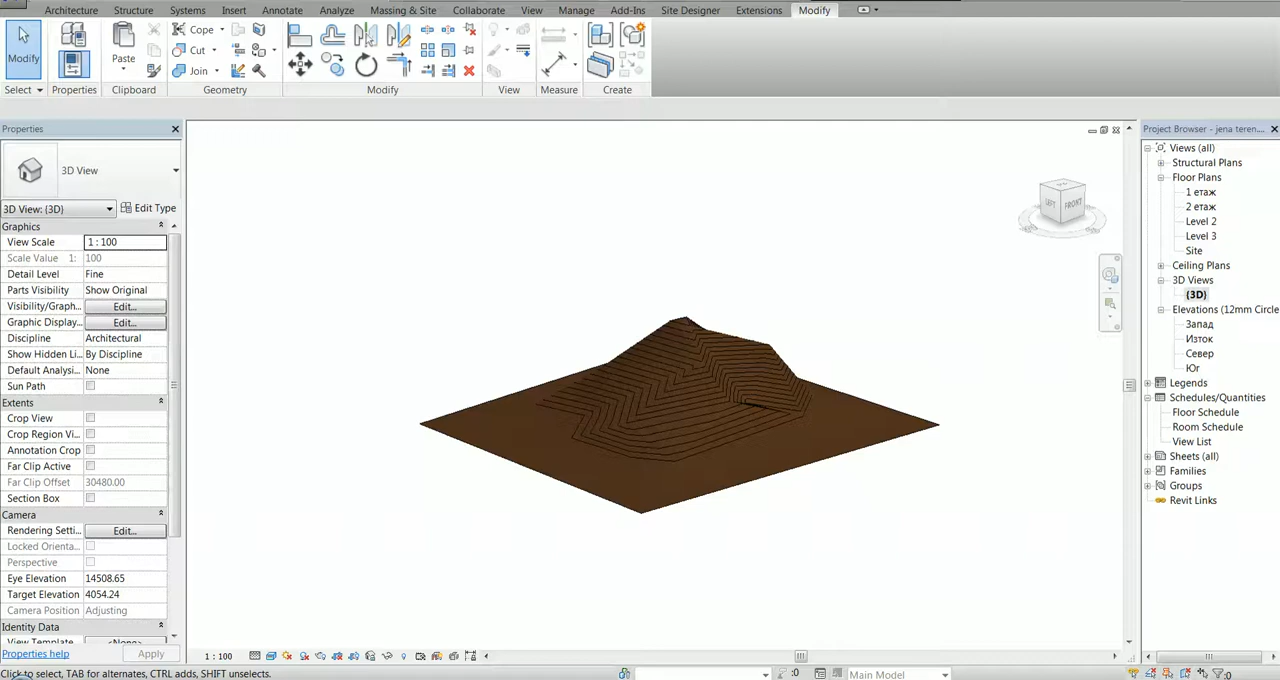 Architecture Structure Systems Insert Annotate Analyze Massing & Site Collaborate View Manage Add-Ins Site Designer Extensions Modify
Modify Paste Cope
Cut
Join
Select Properties Clipboard Geometry Modify View Measure Create
Properties
3D View
3D View: {3D} Edit Type
Graphics
View Scale 1 : 100
Scale Value 1: 100
Detail Level Fine
Parts Visibility Show Original
Visibility/Graph... Edit...
Graphic Display... Edit...
Discipline Architectural
Show Hidden Li... By Discipline
Default Analysi... None
Sun Path
Extents
Crop View
Crop Region Vi...
Annotation Crop
Far Clip Active
Far Clip Offset 30480.00
Section Box
Camera
Rendering Setti... Edit...
Locked Orienta...
Perspective
Eye Elevation 14508.65
Target Elevation 4054.24
Camera Position Adjusting
Identity Data
View Template <None>
Properties help Apply
LEFT FRONT
1 : 100
Click to select, TAB for alternates, CTRL adds, SHIFT unselects.
:0 Main Model :0
Project Browser - jena teren...
Views (all)
Structural Plans
Floor Plans
1 етаж
2 етаж
Level 2
Level 3
Site
Ceiling Plans
3D Views
{3D}
Elevations (12mm Circle
Запад
Изток
Север
Юг
Legends
Schedules/Quantities
Floor Schedule
Room Schedule
View List
Sheets (all)
Families
Groups
Revit Links